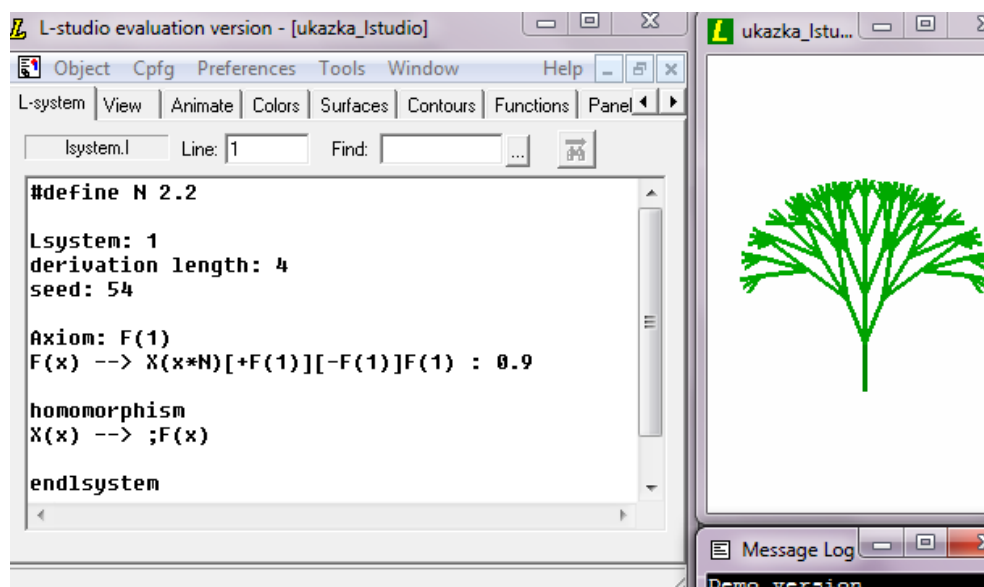 L-studio evaluation version - [ukazka_lstudio]
Object Cpfg Preferences Tools Window Help
L-system View Animate Colors Surfaces Contours Functions Panel
lsystem.l Line: 1 Find: ...
#define N 2.2
Lsystem: 1
derivation length: 4
seed: 54
Axiom: F(1)
F(x) --> X(x*N)[+F(1)][-F(1)]F(1) : 0.9
homomorphism
X(x) --> ;F(x)
endlsystem
ukazka_lstu...
Message Log
Demo version